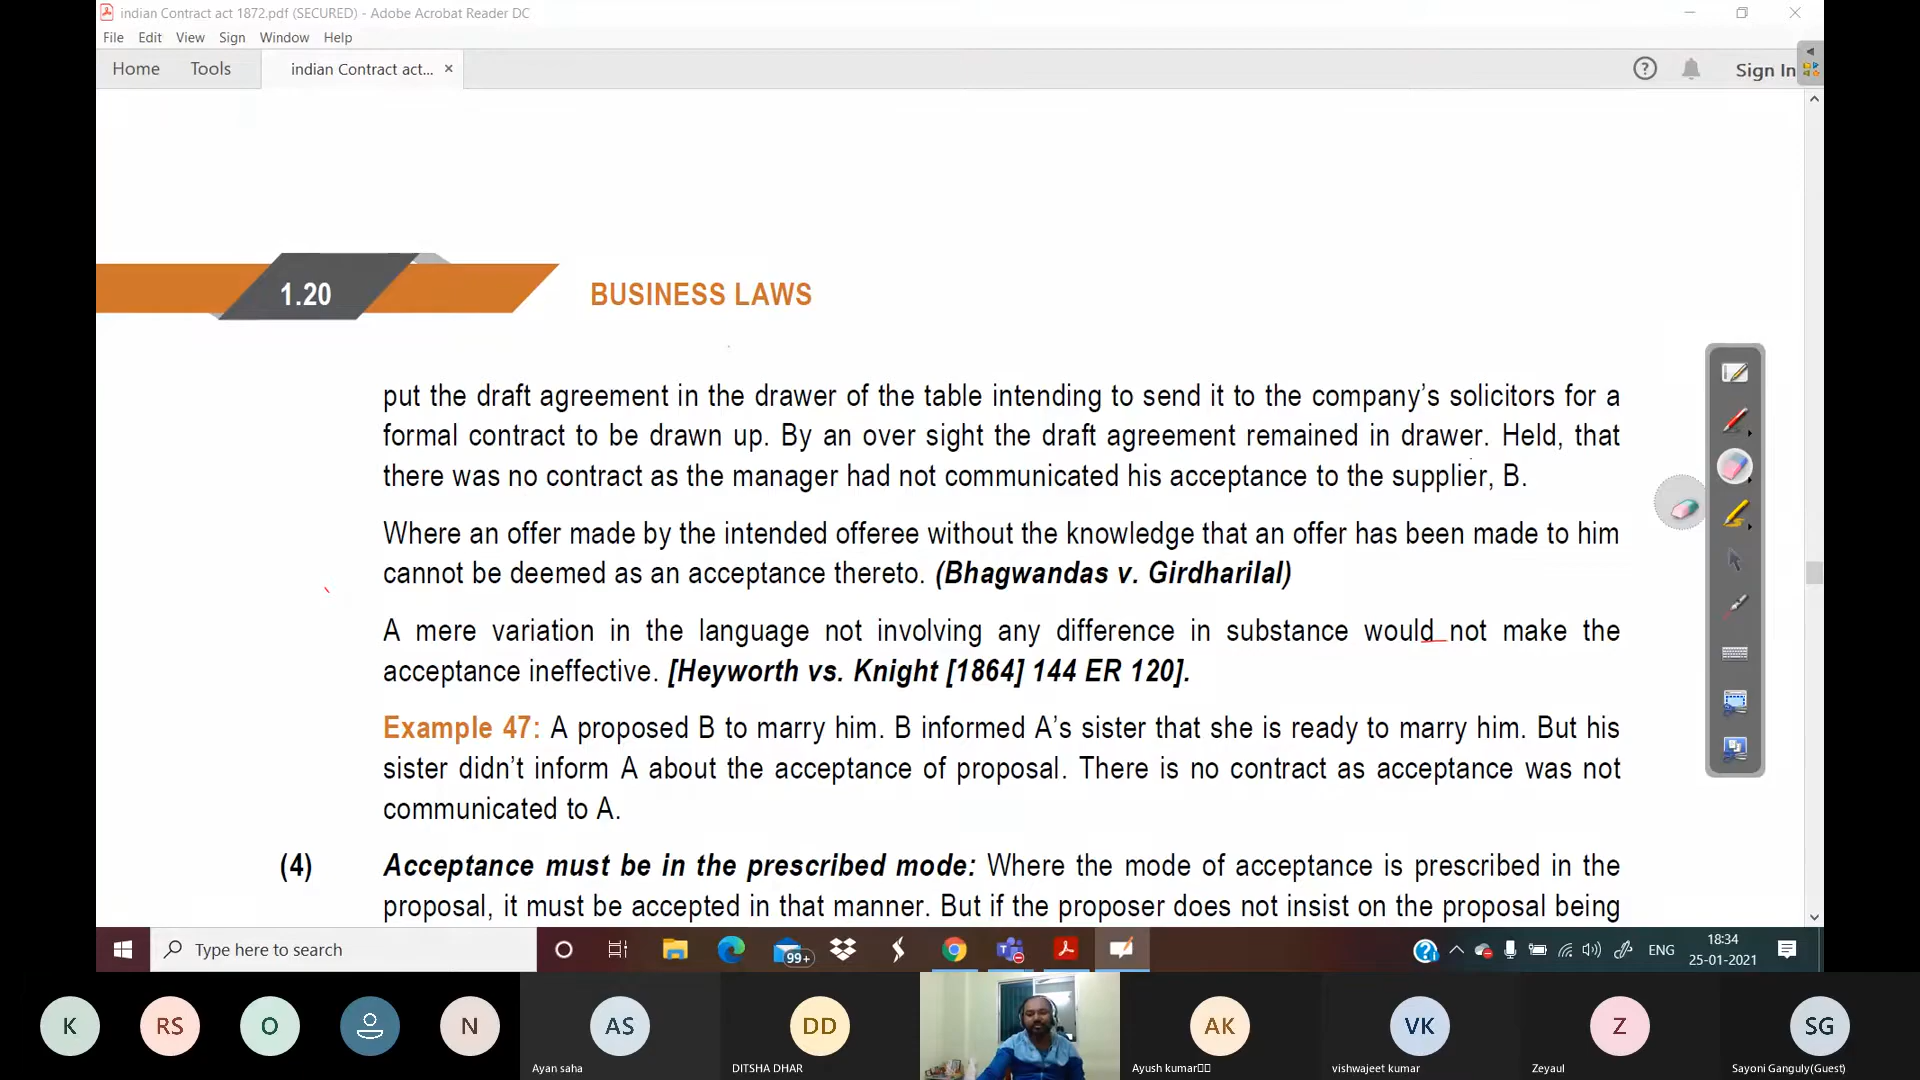 indian Contract act 1872.pdf (SECURED) - Adobe Acrobat Reader DC
File Edit View Sign Window Help
Home Tools indian Contract act... × Sign In
1.20 BUSINESS LAWS
put the draft agreement in the drawer of the table intending to send it to the company's solicitors for a
formal contract to be drawn up. By an over sight the draft agreement remained in drawer. Held, that
there was no contract as the manager had not communicated his acceptance to the supplier, B.
Where an offer made by the intended offeree without the knowledge that an offer has been made to him
cannot be deemed as an acceptance thereto. (Bhagwandas v. Girdharilal)
A mere variation in the language not involving any difference in substance would not make the
acceptance ineffective. [Heyworth vs. Knight [1864] 144 ER 120].
Example 47: A proposed B to marry him. B informed A's sister that she is ready to marry him. But his
sister didn't inform A about the acceptance of proposal. There is no contract as acceptance was not
communicated to A.
(4) Acceptance must be in the prescribed mode: Where the mode of acceptance is prescribed in the
proposal, it must be accepted in that manner. But if the proposer does not insist on the proposal being
Type here to search 99+ ENG 18:34
25-01-2021
K RS O N AS DD AK VK Z SG
Ayan saha DITSHA DHAR Ayush kumar vishwajeet kumar Zeyaul Sayoni Ganguly(Guest)